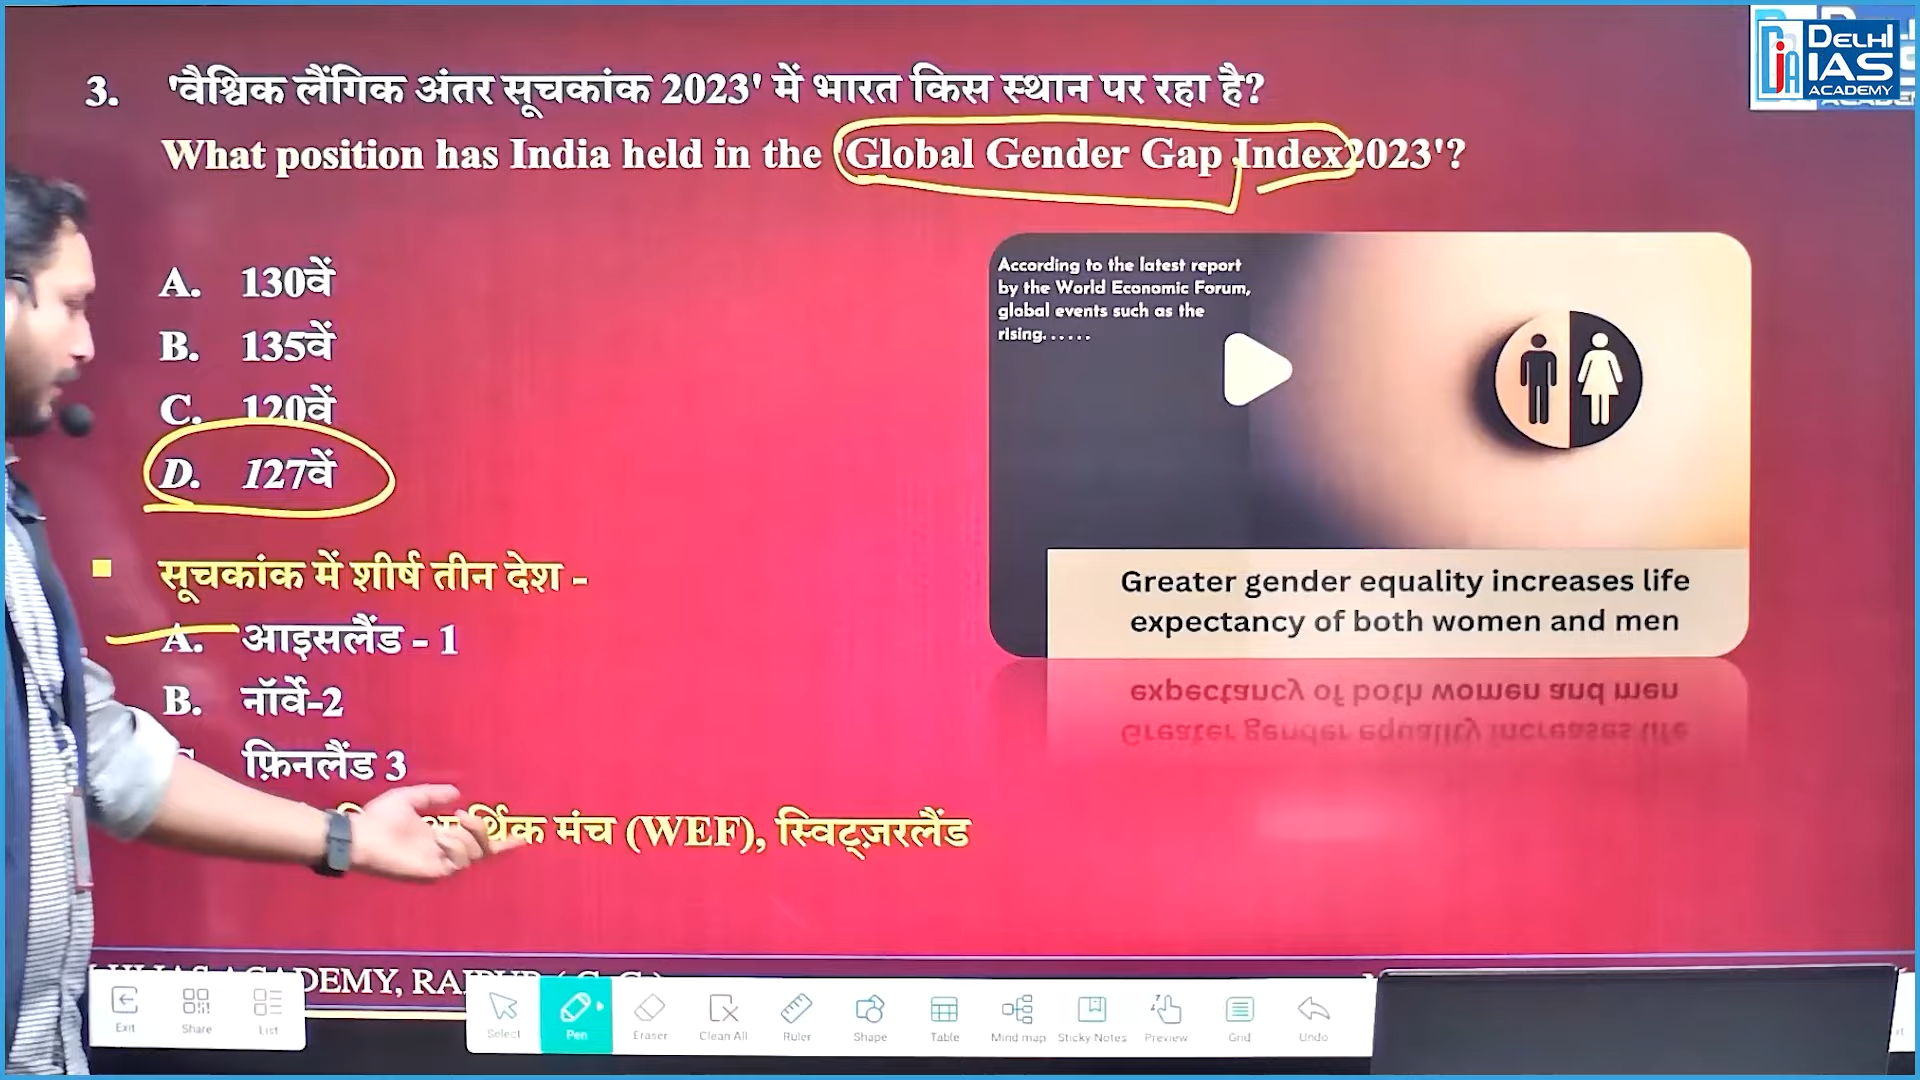 DELHI
IAS
ACADEMY
3. 'वैश्विक लैंगिक अंतर सूचकांक 2023' में भारत किस स्थान पर रहा है?
What position has India held in the 'Global Gender Gap Index2023'?
A. 130वें
B. 135वें
C. 120वें
D. 127वें
According to the latest report
by the World Economic Forum,
global events such as the
rising......
Greater gender equality increases life
expectancy of both women and men
सूचकांक में शीर्ष तीन देश -
A. आइसलैंड - 1
B. नॉर्वे-2
फ़िनलैंड 3
मंच (WEF), स्विट्ज़रलैंड
ACADEMY,
Exit
Share
List
Select
Pen
Eraser
Clean All
Ruler
Shape
Table
Mind map
Sticky Notes
Preview
Grid
Undo